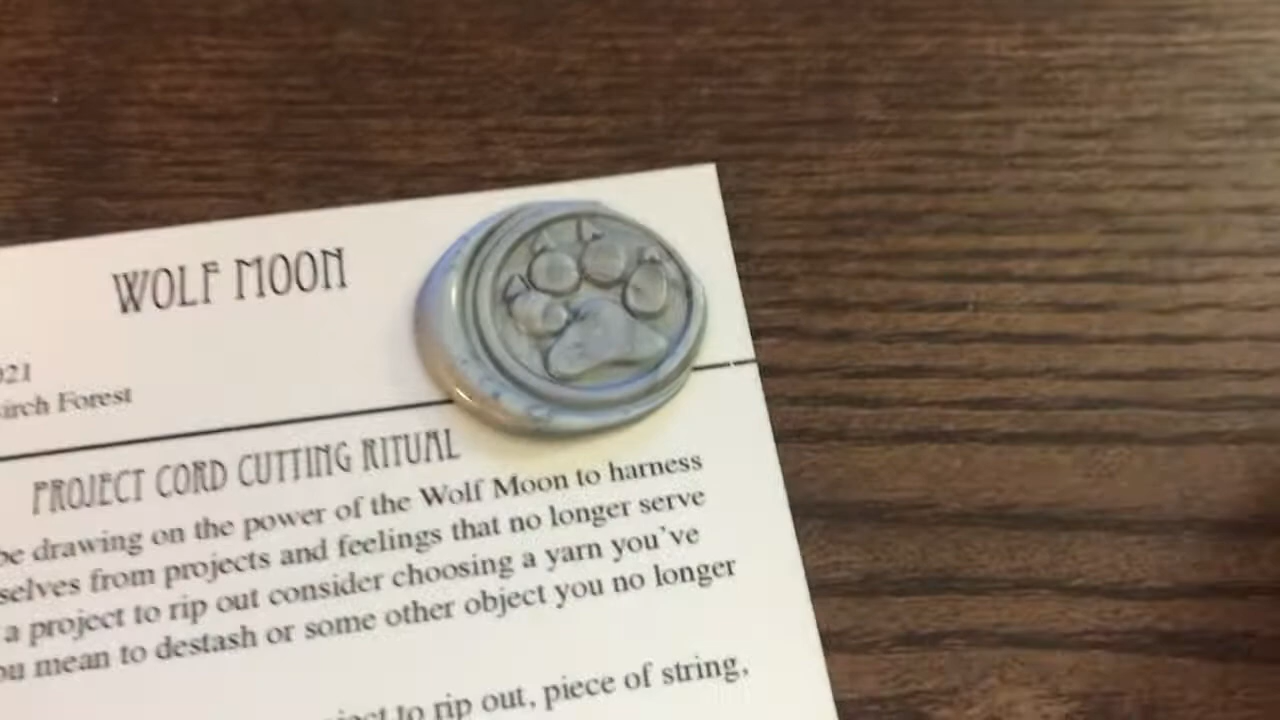 WOLF MOON
021
irch Forest
PROJECT CORD CUTTING RITUAL
be drawing on the power of the Wolf Moon to harness
selves from projects and feelings that no longer serve
a project to rip out consider choosing a yarn you've
ou mean to destash or some other object you no longer
ject to rip out, piece of string,